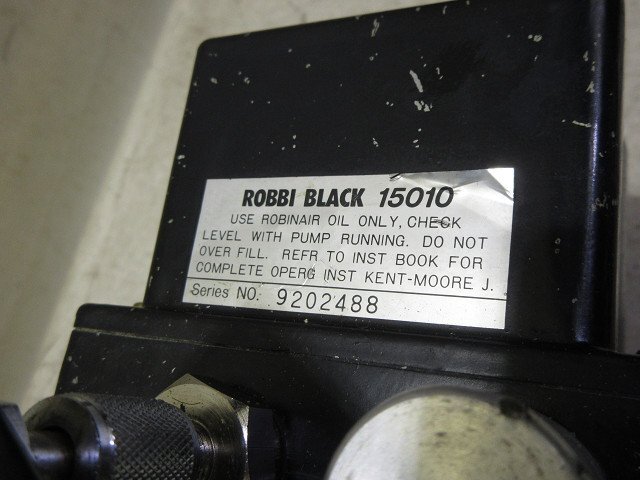 ROBBI BLACK 15010
USE ROBINAIR OIL ONLY, CHECK
LEVEL WITH PUMP RUNNING. DO NOT
OVER FILL. REFR TO INST BOOK FOR
COMPLETE OPERG INST KENT-MOORE J.
Series NO. 9202488